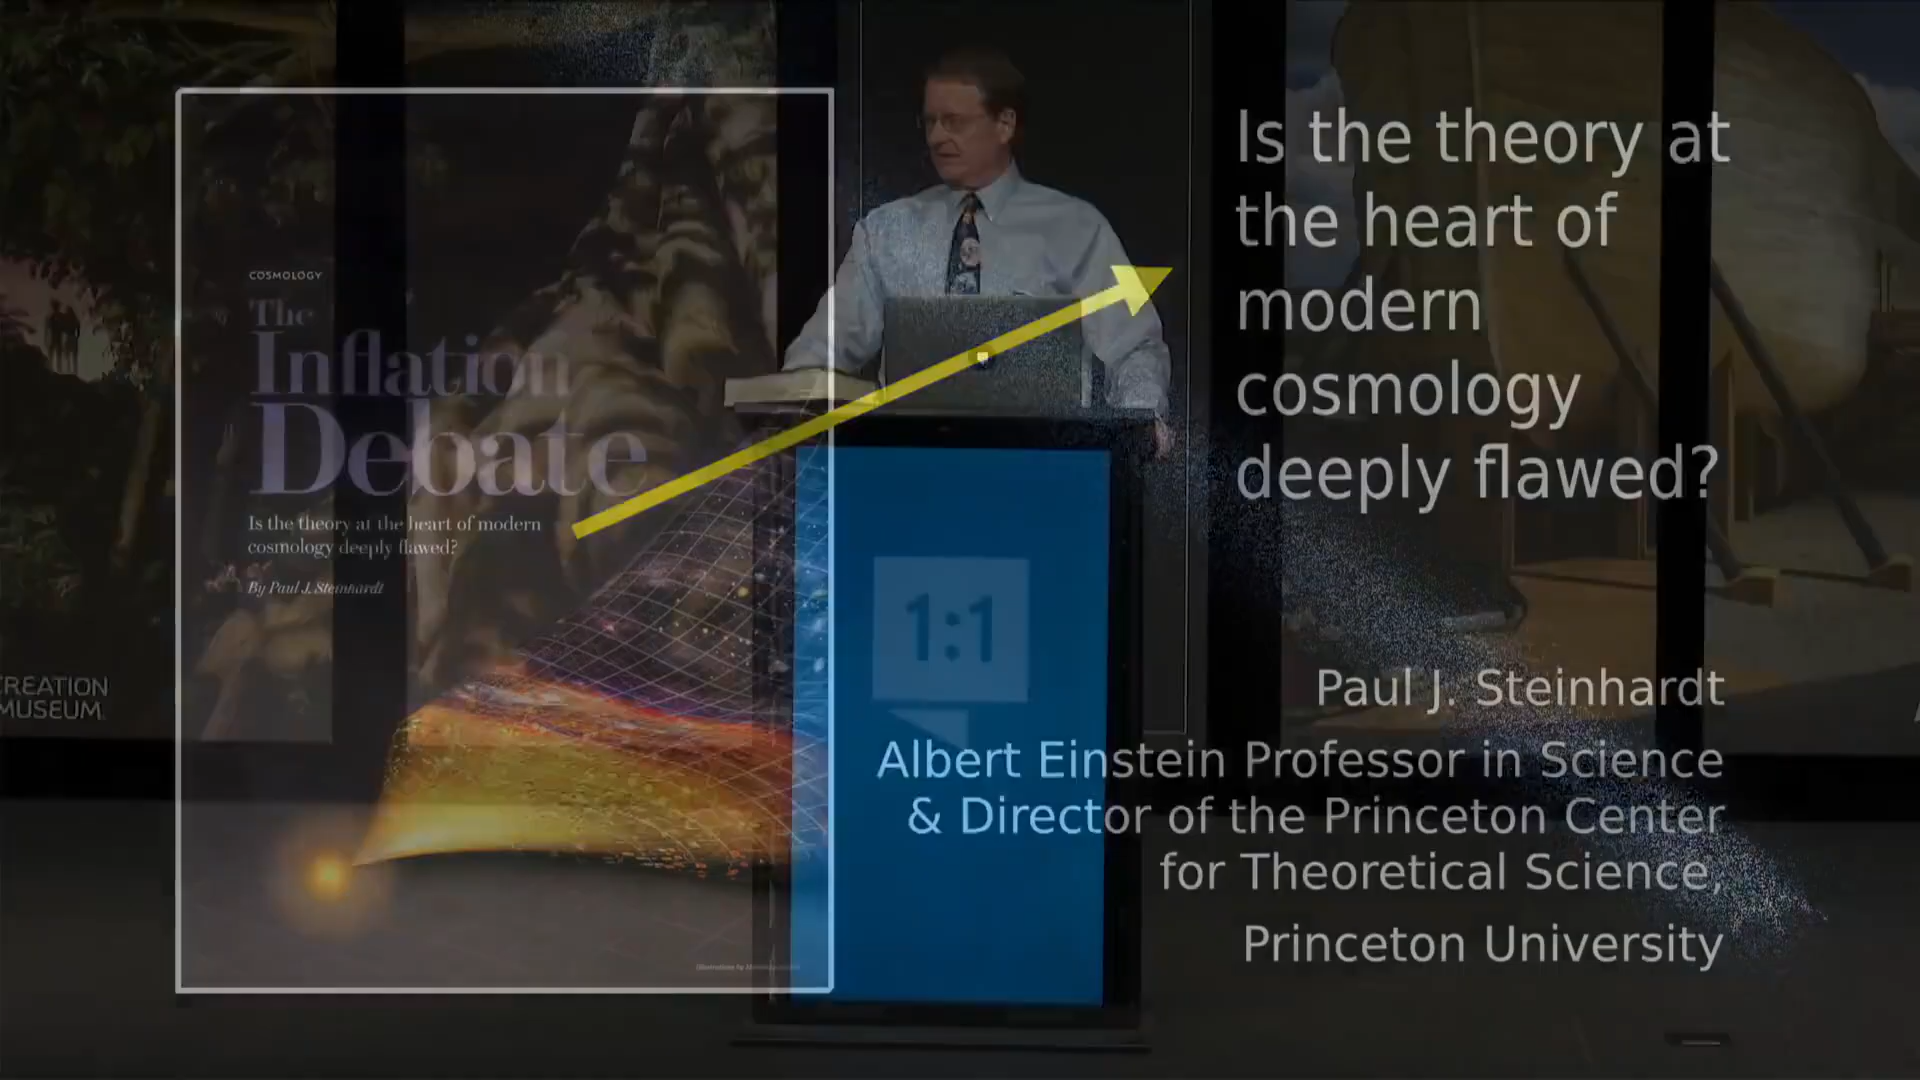 COSMOLOGY
The
Inflation
Debate
Is the theory at the heart of modern
cosmology deeply flawed?
By Paul J. Steinhardt
CREATION
MUSEUM
1:1
Is the theory at
the heart of
modern
cosmology
deeply flawed?
Paul J. Steinhardt
Albert Einstein Professor in Science
& Director of the Princeton Center
for Theoretical Science,
Princeton University